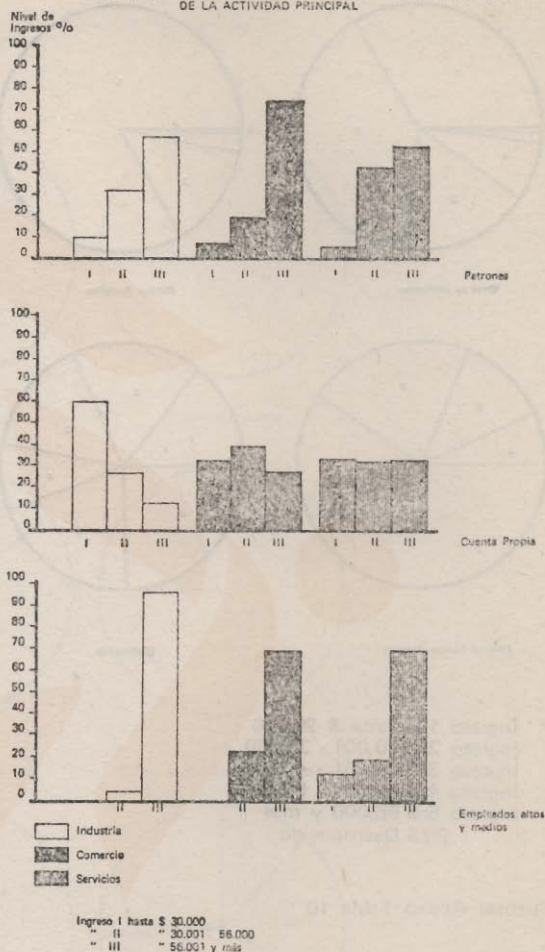 DE LA ACTIVIDAD PRINCIPAL
Nivel de
Ingresos º/o
100
90
80
70
60
50
40
30
20
10
0
I II III I II III I II III
Patrones
100
90
80
70
60
50
40
30
20
10
0
I II III I II III I II III
Cuenta Propia
100
90
80
70
60
50
40
30
20
10
0
II III II III I II III
Empleados altos
y medios
Industria
Comercio
Servicios
Ingreso I hasta $ 30.000
" II " 30.001 56.000
" III " 56.001 y más